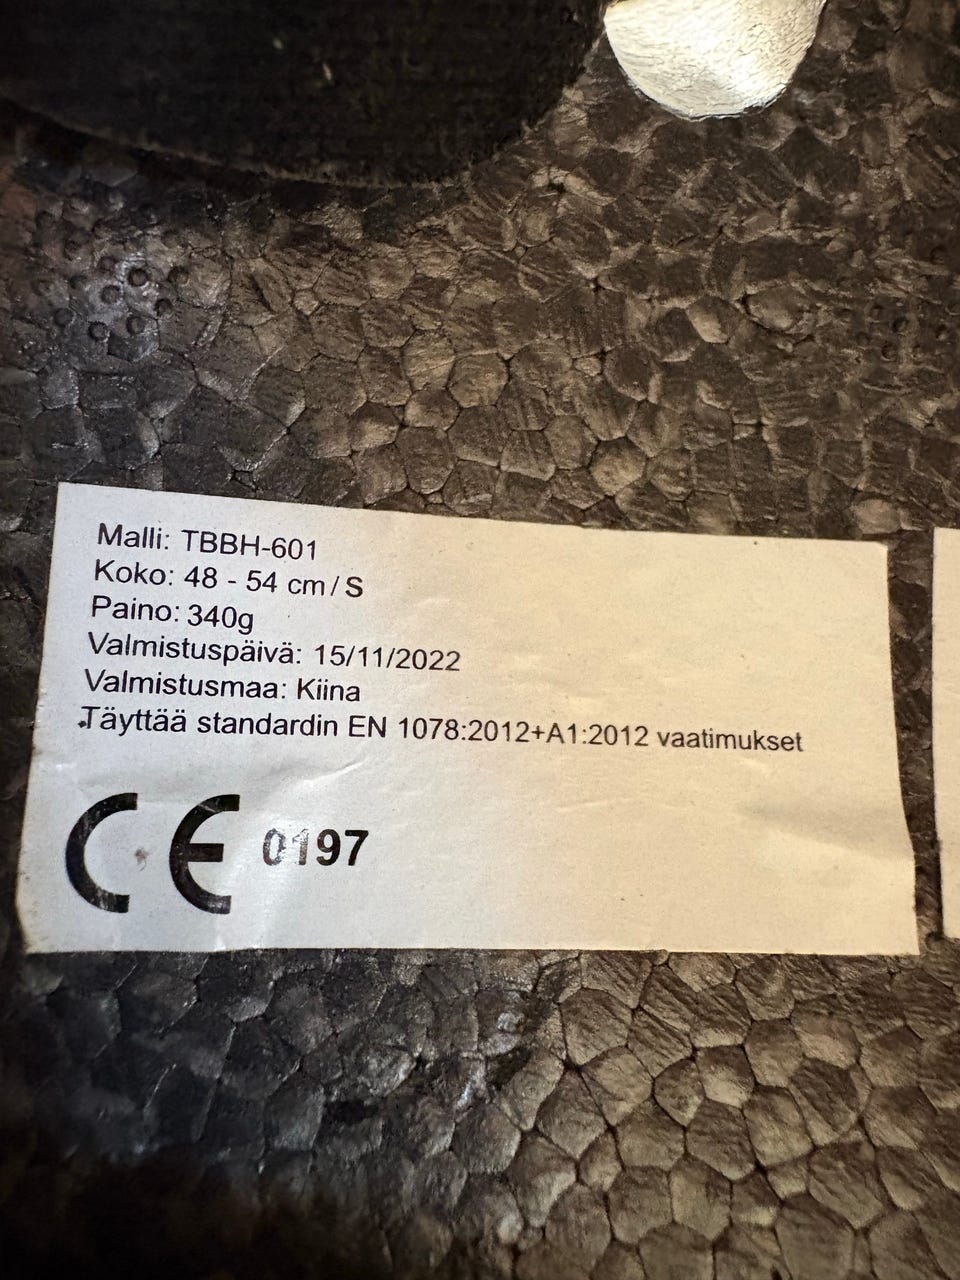 Malli: TBBH-601
Koko: 48 - 54 cm / S
Paino: 340g
Valmistuspäivä: 15/11/2022
Valmistusmaa: Kiina
Täyttää standardin EN 1078:2012+A1:2012 vaatimukset
CE 0197